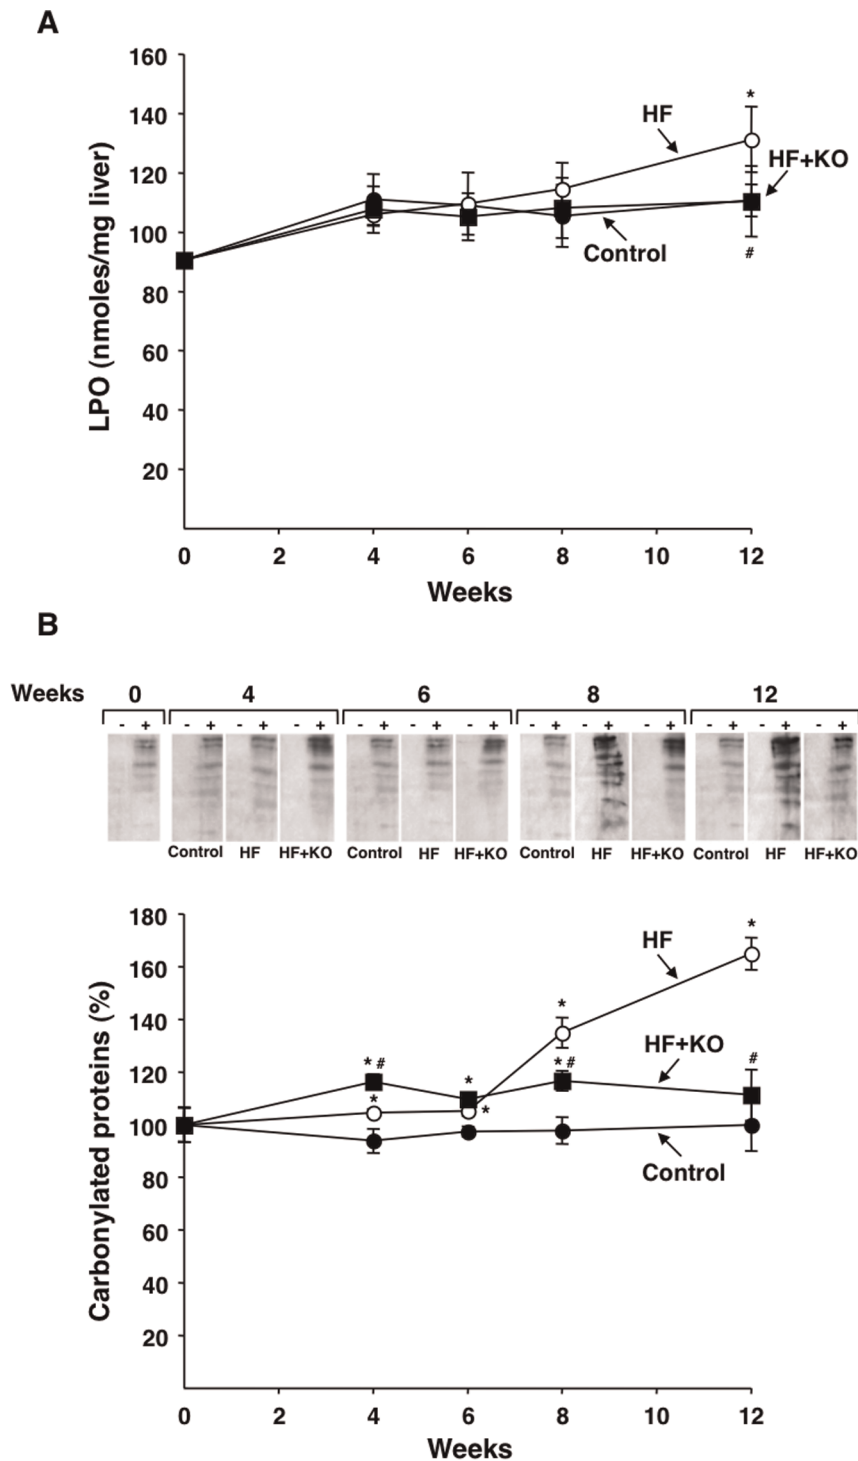 A
160
140
120
100
80
60
40
20
LPO (nmoles/mg liver)
HF
*
HF+KO
Control
#
0 2 4 6 8 10 12
Weeks
B
Weeks 0 4 6 8 12
- + - + - + - + - + - + - + - + - + - + - + - + - +
Control HF HF+KO Control HF HF+KO Control HF HF+KO Control HF HF+KO
180
160
140
120
100
80
60
40
20
Carbonylated proteins (%)
HF
*
*
HF+KO
* #
*
* #
#
*
*
Control
0 2 4 6 8 10 12
Weeks